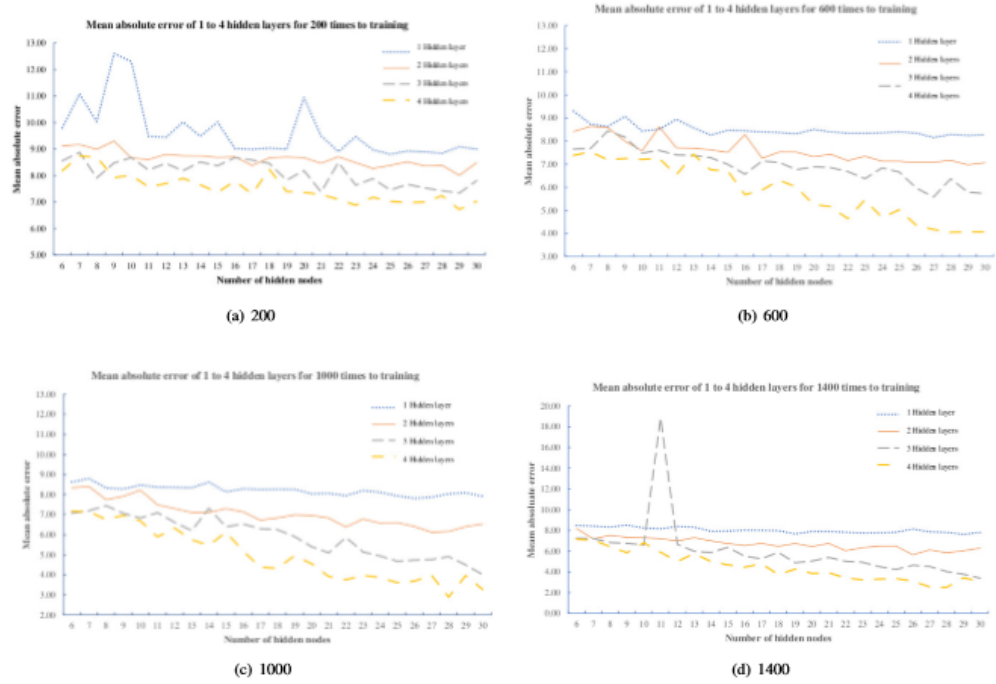 Mean absolute error of 1 to 4 hidden layers for 200 times to training
13.00
12.00
11.00
10.00
9.00
8.00
7.00
6.00
5.00
Mean absolute error
1 Hidden layer
2 Hidden layers
3 Hidden layers
4 Hidden layers
6 7 8 9 10 11 12 13 14 15 16 17 18 19 20 21 22 23 24 25 26 27 28 29 30
Number of hidden nodes
(a) 200
Mean absolute error of 1 to 4 hidden layers for 600 times to training
13.00
12.00
11.00
10.00
9.00
8.00
7.00
6.00
5.00
4.00
3.00
Mean absolute error
1 Hidden layer
2 Hidden layers
3 Hidden layers
4 Hidden layers
6 7 8 9 10 11 12 13 14 15 16 17 18 19 20 21 22 23 24 25 26 27 28 29 30
Number of hidden nodes
(b) 600
Mean absolute error of 1 to 4 hidden layers for 1000 times to training
13.00
12.00
11.00
10.00
9.00
8.00
7.00
6.00
5.00
4.00
3.00
2.00
Mean absolute error
1 Hidden layer
2 Hidden layers
3 Hidden layers
4 Hidden layers
6 7 8 9 10 11 12 13 14 15 16 17 18 19 20 21 22 23 24 25 26 27 28 29 30
Number of hidden nodes
(c) 1000
Mean absolute error of 1 to 4 hidden layers for 1400 times to training
20.00
18.00
16.00
14.00
12.00
10.00
8.00
6.00
4.00
2.00
0.00
Mean absoluate error
1 Hidden layer
2 Hidden layers
3 Hidden layers
4 Hidden layers
6 7 8 9 10 11 12 13 14 15 16 17 18 19 20 21 22 23 24 25 26 27 28 29 30
Number of hidden nodes
(d) 1400